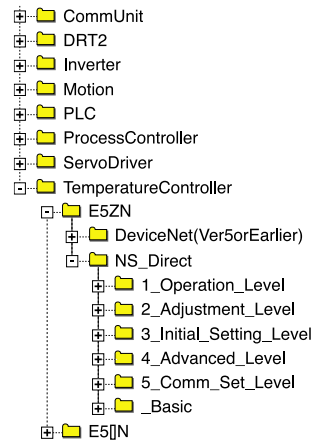 CommUnit
DRT2
Inverter
Motion
PLC
ProcessController
ServoDriver
TemperatureController
E5ZN
DeviceNet(Ver5orEarlier)
NS_Direct
1_Operation_Level
2_Adjustment_Level
3_Initial_Setting_Level
4_Advanced_Level
5_Comm_Set_Level
_Basic
E5[]N